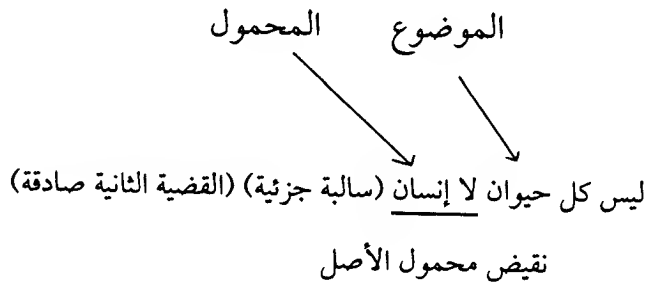 الموضوع المحمول
ليس كل حيوان لا إنسان (سالبة جزئية) (القضية الثانية صادقة)
نقيض محمول الأصل